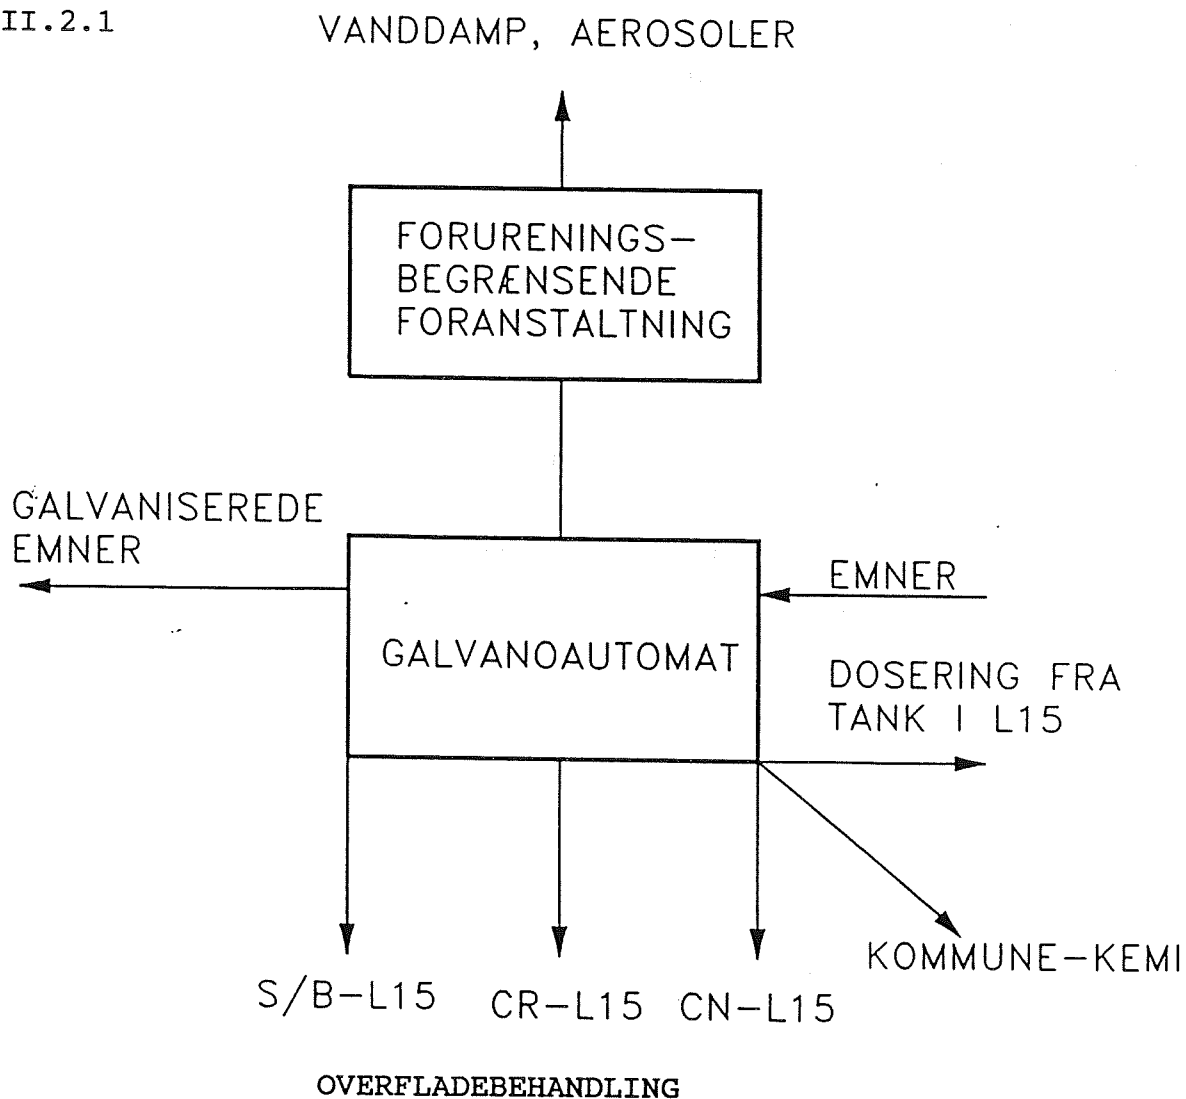 II.2.1
VANDDAMP, AEROSOLER
FORURENINGS-
BEGRÆNSENDE
FORANSTALTNING
GALVANISEREDE
EMNER
EMNER
GALVANOAUTOMAT
DOSERING FRA
TANK I L15
KOMMUNE-KEMI
S/B-L15
CR-L15
CN-L15
OVERFLADEBEHANDLING